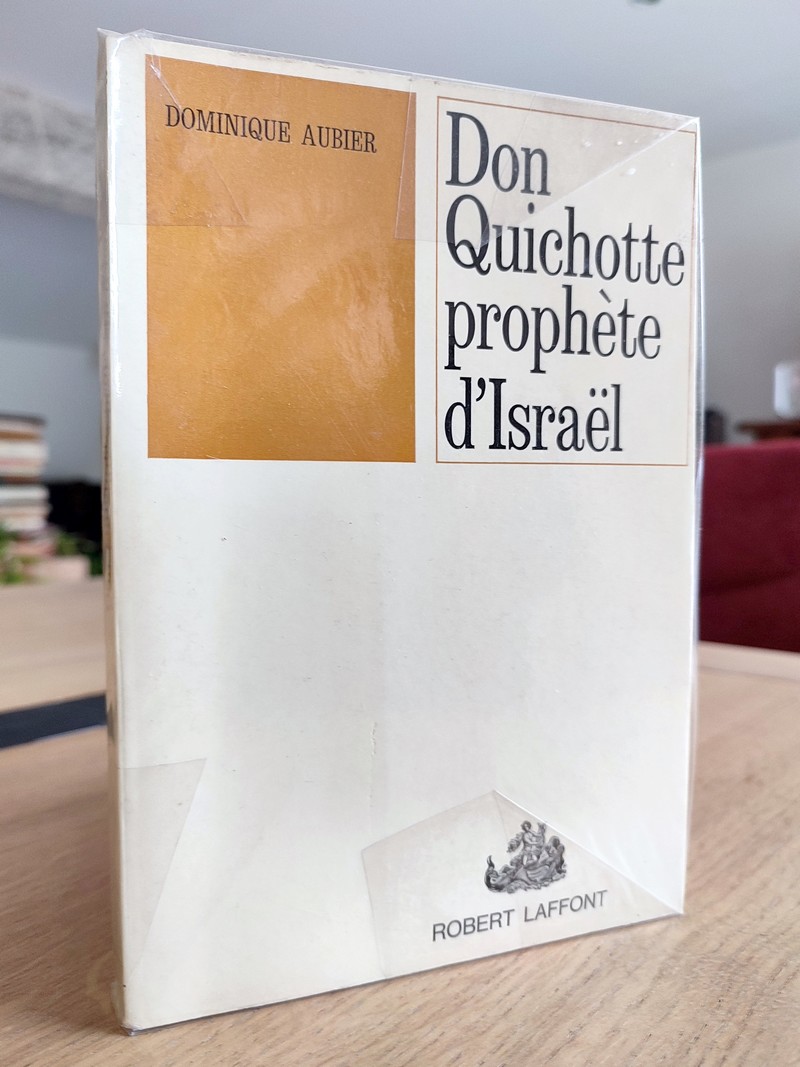 DOMINIQUE AUBIER
Don
Quichotte
prophète
d'Israël
ROBERT LAFFONT